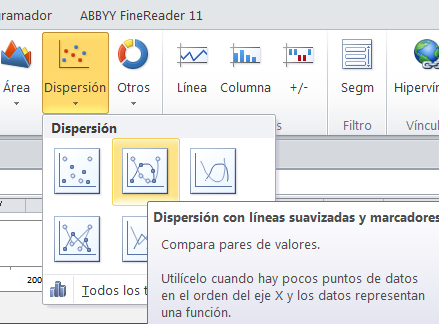 gramador ABBYY FineReader 11
Área Dispersión Otros Línea Columna +/- Segm Hipervín
Filtro Víncul
Dispersión
Dispersión con líneas suavizadas y marcadores
Compara pares de valores.
Utilícelo cuando hay pocos puntos de datos
en el orden del eje X y los datos representan
una función.
200
Todos los t